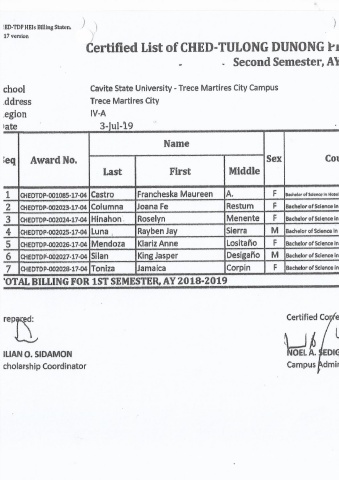 HED-TDP HEIs Billing Statem
17 version
Certified List of CHED-TULONG DUNONG
Second Semester, AY
chool Cavite State University - Trece Martires City Campus
ddress Trece Martires City
egion IV-A
ate 3-Jul-19
eq Award No. Name Sex Cou
Last First Middle
1 CHEDTDP-001085-17-04 Castro Francheska Maureen A. F Bachelor of Science in Hotel
2 CHEDTDP-002023-17-04 Columna Joana Fe Restum F Bachelor of Science in
3 CHEDTDP-002024-17-04 Hinahon Roselyn Menente F Bachelor of Science in
4 CHEDTDP-002025-17-04 Luna Rayben Jay Sierra M Bachelor of Science in
5 CHEDTDP-002026-17-04 Mendoza Klariz Anne Lositaño F Bachelor of Science in
6 CHEDTDP-002027-17-04 Silan King Jasper Desigaño M Bachelor of Science in
7 CHEDTDP-002028-17-04 Toniza Jamaica Corpin F Bachelor of Science in
OTAL BILLING FOR 1ST SEMESTER, AY 2018-2019
repared: Certified Corre
ILIAN O. SIDAMON NOEL A. SEDIG
cholarship Coordinator Campus Admin